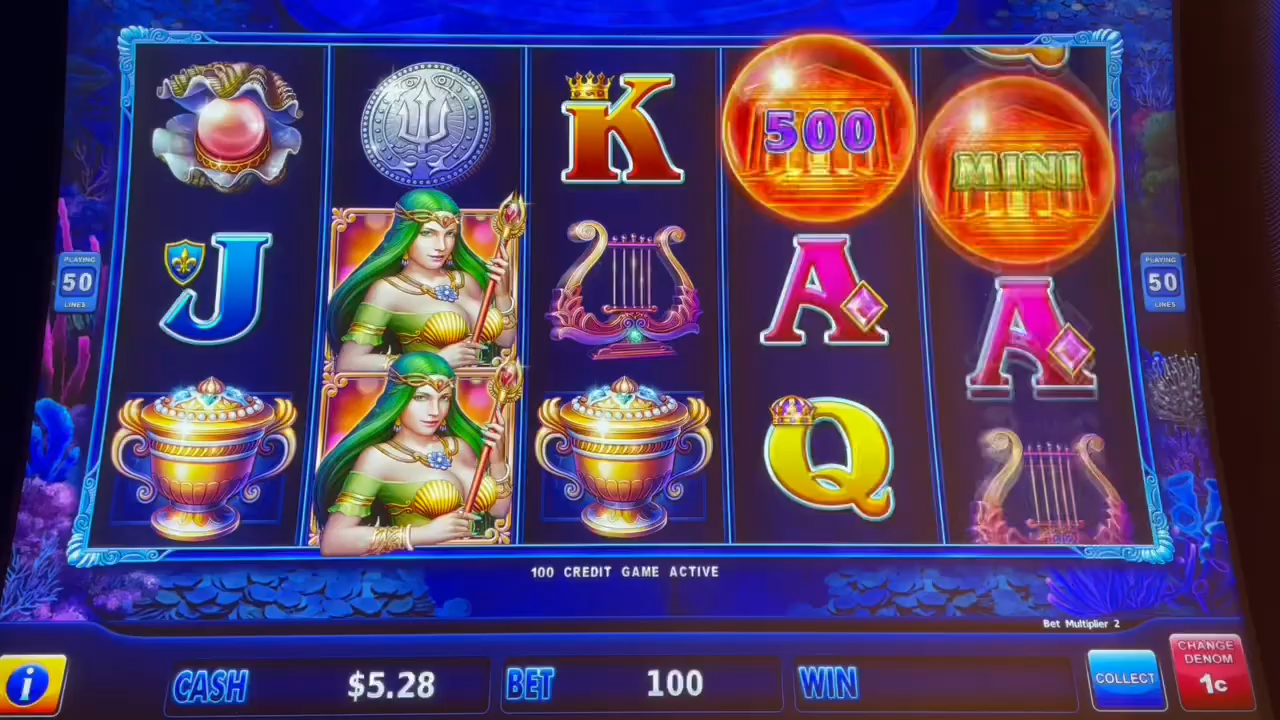 K
500
MINI
J
A
A
PLAYING
50
LINES
PLAYING
50
LINES
Q
100 CREDIT GAME ACTIVE
Bet Multiplier 2
i
CASH
$5.28
BET
100
WIN
COLLECT
CHANGE
DENOM
1c